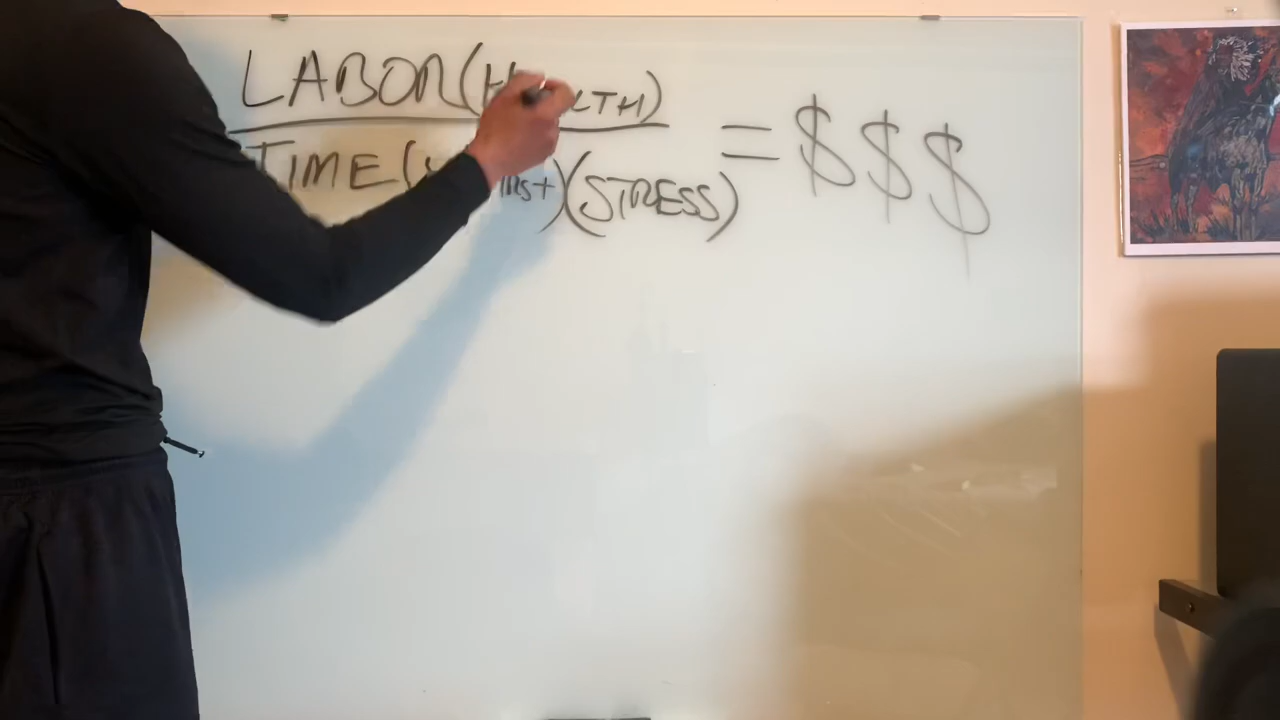 LABOR(HEALTH) = $$$
TIME( )(STRESS)